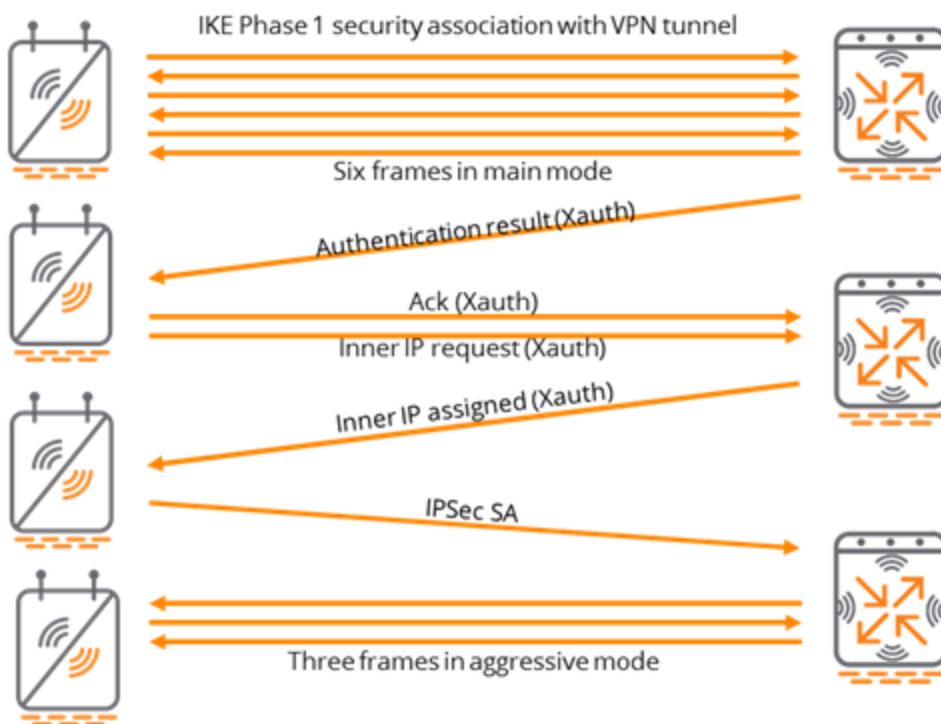 IKE Phase 1 security association with VPN tunnel
Six frames in main mode
Authentication result (Xauth)
Ack (Xauth)
Inner IP request (Xauth)
Inner IP assigned (Xauth)
IPSec SA
Three frames in aggressive mode